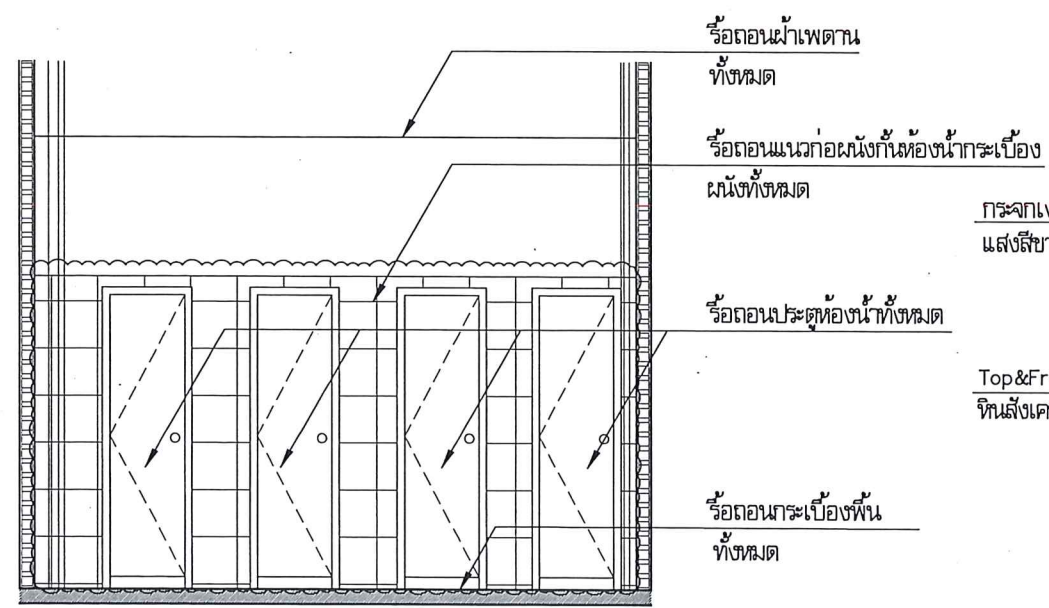 รื้อถอนฝ้าเพดาน
ทั้งหมด
รื้อถอนแนวก่อผนังกั้นห้องน้ำกระเบื้อง
ผนังทั้งหมด
รื้อถอนประตูห้องน้ำทั้งหมด
รื้อถอนกระเบื้องพื้น
ทั้งหมด
Top&Fr